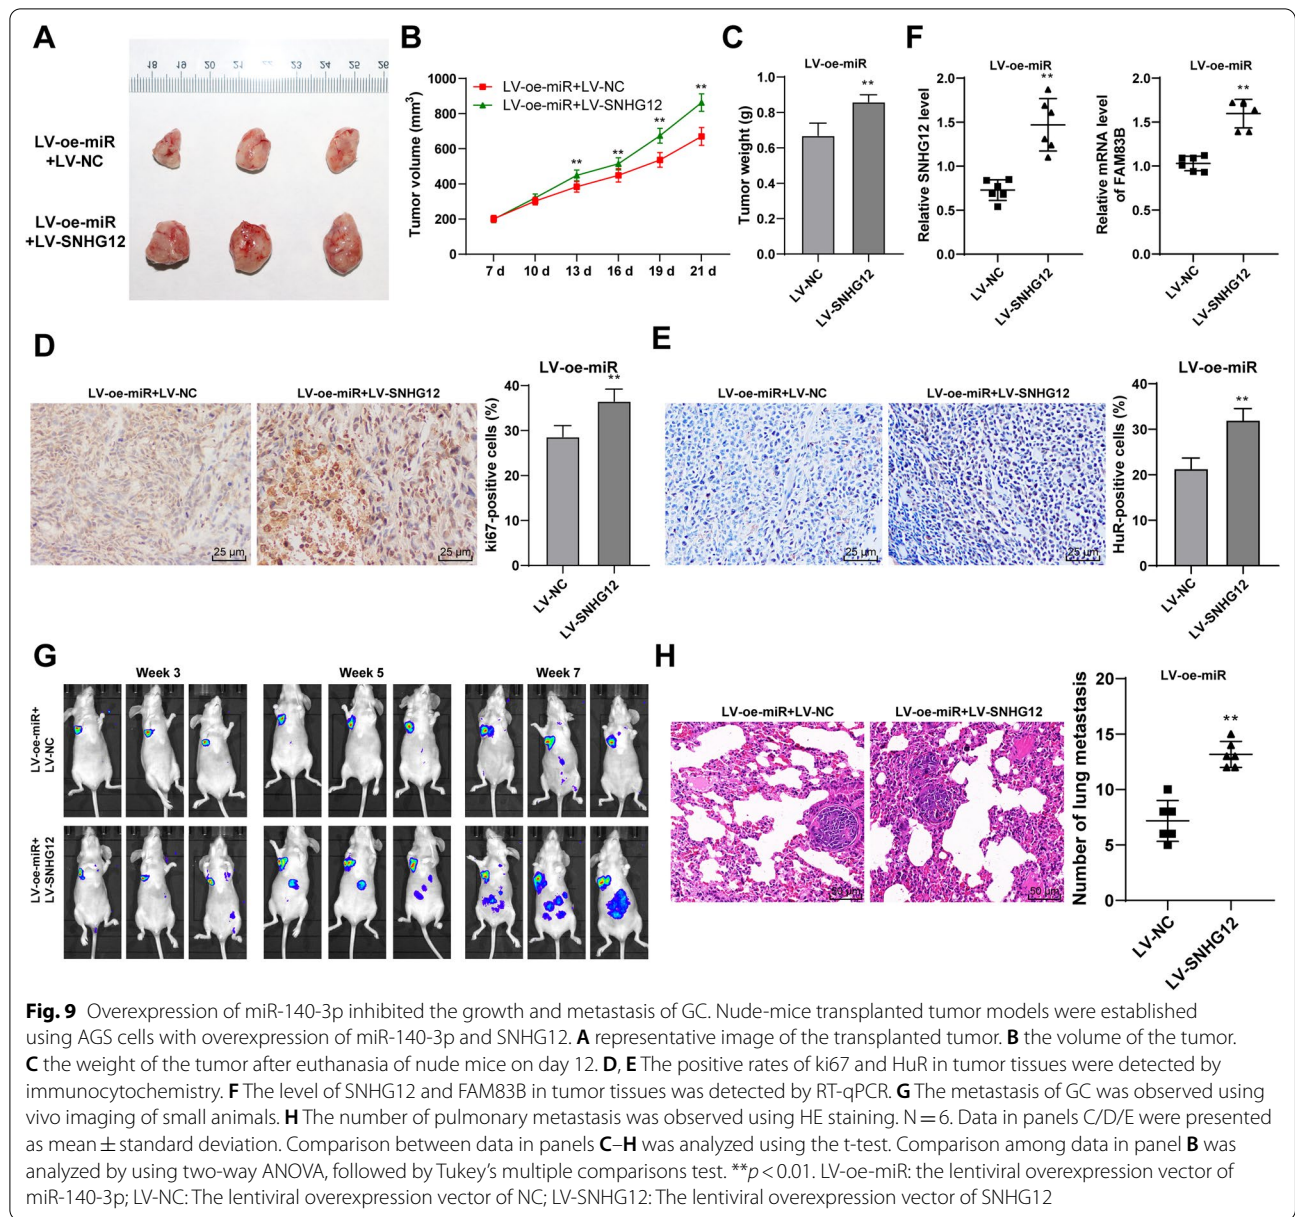 A
18 19 20 21 22 23 24 25 26
LV-oe-miR
+LV-NC
LV-oe-miR
+LV-SNHG12
B
Tumor volume (mm³)
1000
800
600
400
200
0
LV-oe-miR+LV-NC
LV-oe-miR+LV-SNHG12
** ** ** **
7 d 10 d 13 d 16 d 19 d 21 d
C
LV-oe-miR
Tumor weight (g)
1.0
0.8
0.6
0.4
0.2
0.0
**
LV-NC
LV-SNHG12
F
LV-oe-miR
Relative SNHG12 level
2.0
1.5
1.0
0.5
0.0
**
LV-NC
LV-SNHG12
LV-oe-miR
Relative mRNA level
of FAM83B
2.0
1.5
1.0
0.5
0.0
**
LV-NC
LV-SNHG12
D
LV-oe-miR+LV-NC
25 μm
LV-oe-miR+LV-SNHG12
25 μm
LV-oe-miR
ki67-positive cells (%)
40
30
20
10
0
**
LV-NC
LV-SNHG12
E
LV-oe-miR+LV-NC
25 μm
LV-oe-miR+LV-SNHG12
25 μm
LV-oe-miR
HuR-positive cells (%)
40
30
20
10
0
**
LV-NC
LV-SNHG12
G
Week 3 Week 5 Week 7
LV-oe-miR+
LV-NC
LV-oe-miR+
LV-SNHG12
H
LV-oe-miR+LV-NC
50 μm
LV-oe-miR+LV-SNHG12
50 μm
LV-oe-miR
Number of lung metastasis
20
15
10
5
0
**
LV-NC
LV-SNHG12
Fig. 9 Overexpression of miR-140-3p inhibited the growth and metastasis of GC. Nude-mice transplanted tumor models were established
using AGS cells with overexpression of miR-140-3p and SNHG12. A representative image of the transplanted tumor. B the volume of the tumor.
C the weight of the tumor after euthanasia of nude mice on day 12. D, E The positive rates of ki67 and HuR in tumor tissues were detected by
immunocytochemistry. F The level of SNHG12 and FAM83B in tumor tissues was detected by RT-qPCR. G The metastasis of GC was observed using
vivo imaging of small animals. H The number of pulmonary metastasis was observed using HE staining. N = 6. Data in panels C/D/E were presented
as mean ± standard deviation. Comparison between data in panels C–H was analyzed using the t-test. Comparison among data in panel B was
analyzed by using two-way ANOVA, followed by Tukey's multiple comparisons test. **p < 0.01. LV-oe-miR: the lentiviral overexpression vector of
miR-140-3p; LV-NC: The lentiviral overexpression vector of NC; LV-SNHG12: The lentiviral overexpression vector of SNHG12